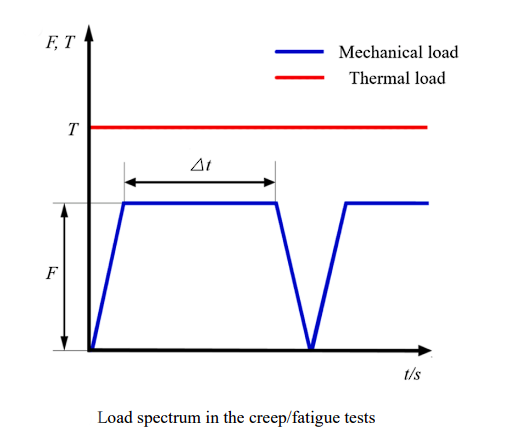 F, T
Mechanical load
Thermal load
T
Δt
F
t/s
Load spectrum in the creep/fatigue tests